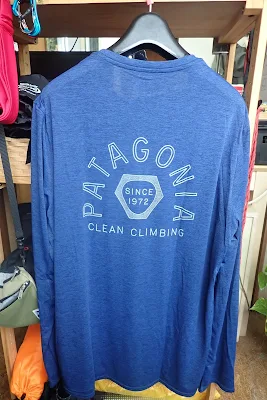 PATAGONIA
SINCE
1972
CLEAN CLIMBING